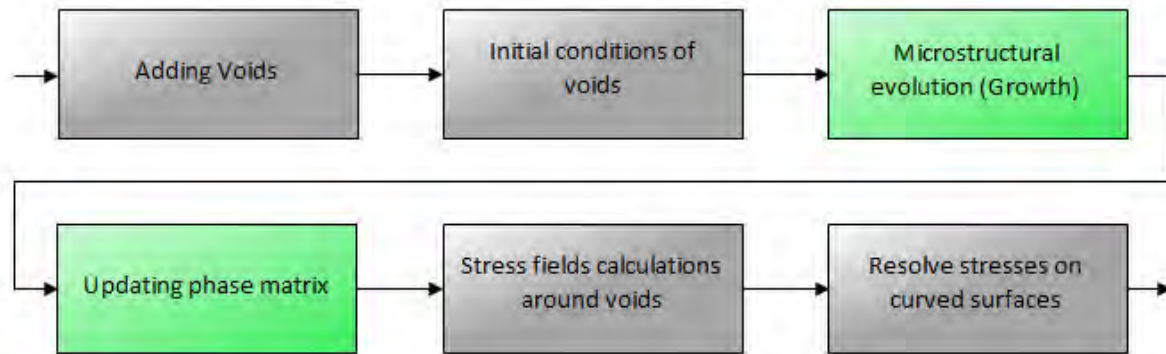 Adding Voids
Initial conditions of
voids
Microstructural
evolution (Growth)
Updating phase matrix
Stress fields calculations
around voids
Resolve stresses on
curved surfaces